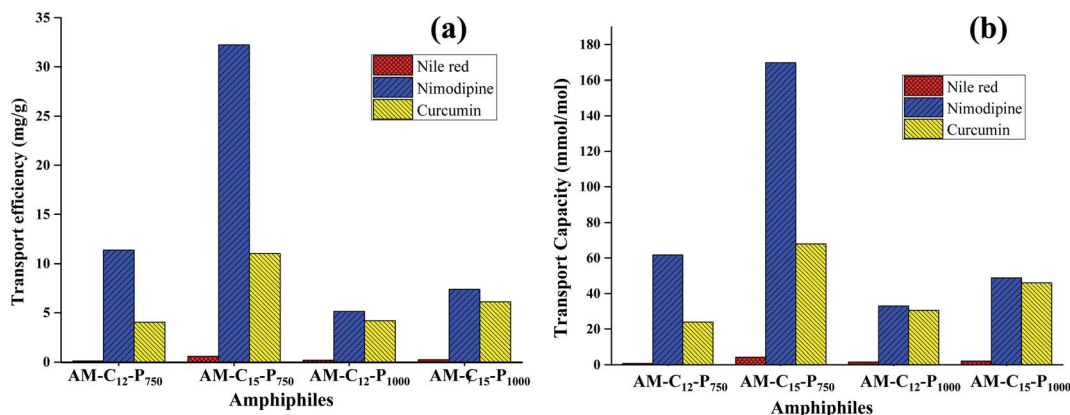 (a)
Transport efficiency (mg/g)
35
30
25
20
15
10
5
0
Nile red
Nimodipine
Curcumin
AM-C12-P750
AM-C15-P750
AM-C12-P1000
AM-C15-P1000
Amphiphiles
(b)
Transport Capacity (mmol/mol)
180
160
140
120
100
80
60
40
20
0
Nile red
Nimodipine
Curcumin
AM-C12-P750
AM-C15-P750
AM-C12-P1000
AM-C15-P1000
Amphiphiles